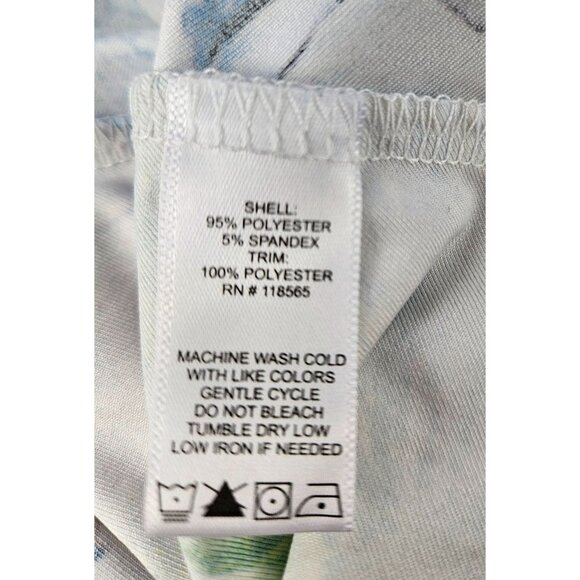 SHELL:
95% POLYESTER
5% SPANDEX
TRIM:
100% POLYESTER
RN # 118565
MACHINE WASH COLD
WITH LIKE COLORS
GENTLE CYCLE
DO NOT BLEACH
TUMBLE DRY LOW
LOW IRON IF NEEDED